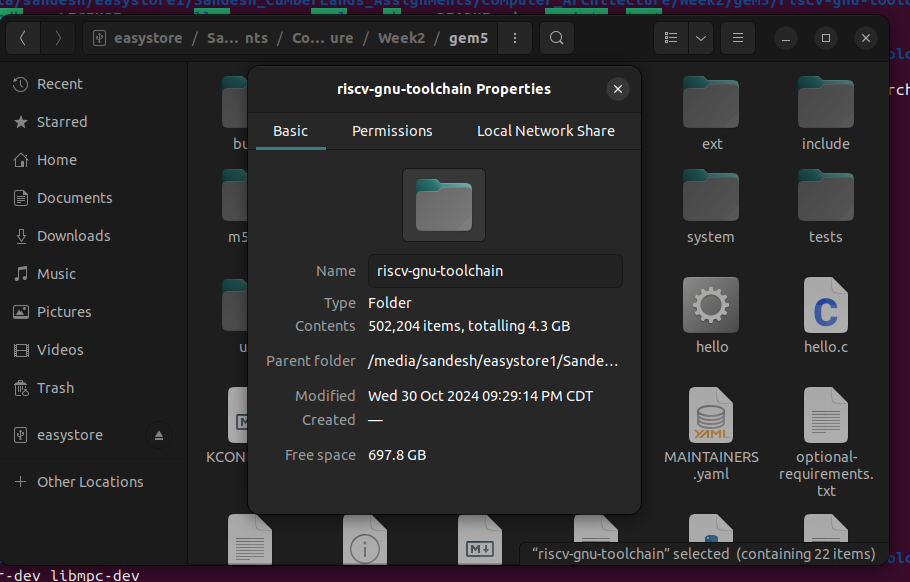 easystore / Sa... nts / Co... ure / Week2 / gem5
Recent
Starred
Home
Documents
Downloads
Music
Pictures
Videos
Trash
easystore
Other Locations
riscv-gnu-toolchain Properties
Basic Permissions Local Network Share
Name riscv-gnu-toolchain
Type Folder
Contents 502,204 items, totalling 4.3 GB
Parent folder /media/sandesh/easystore1/Sande...
Modified Wed 30 Oct 2024 09:29:14 PM CDT
Created —
Free space 697.8 GB
bu
ext
include
m5
system
tests
u
hello
C
hello.c
KCON
YAML
MAINTAINERS
.yaml
optional-
requirements.
txt
"riscv-gnu-toolchain" selected (containing 22 items)
r-dev libmpc-dev